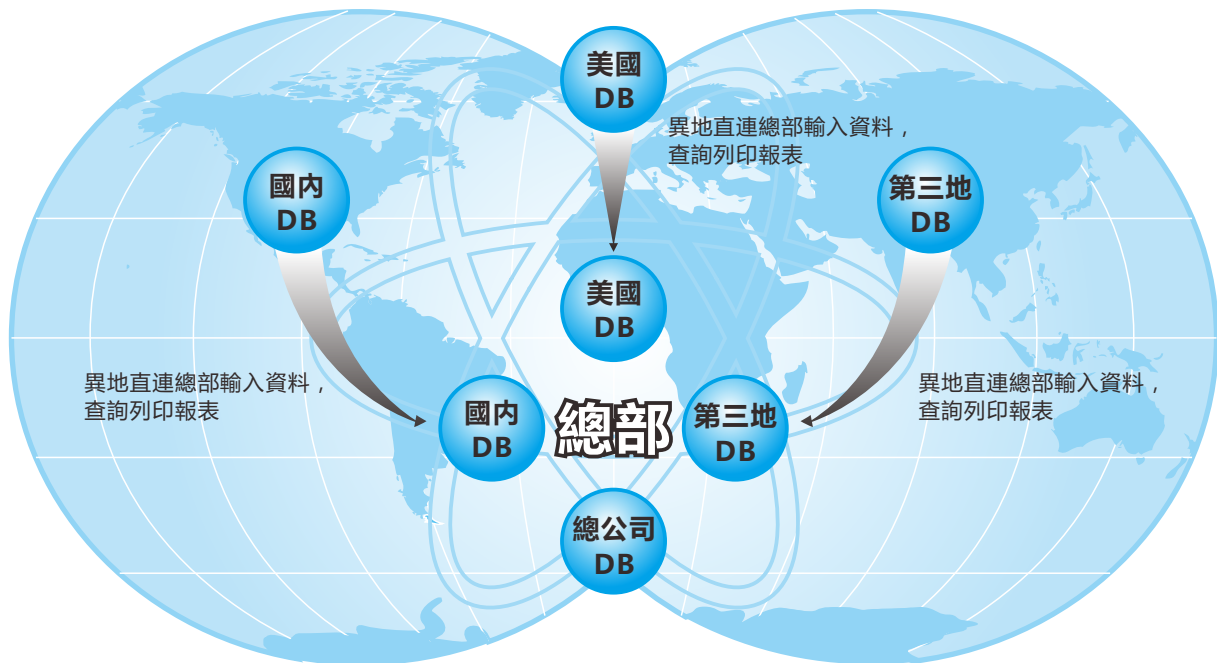 美國
DB
異地直連總部輸入資料，
查詢列印報表
國內
DB
第三地
DB
美國
DB
異地直連總部輸入資料，
查詢列印報表
異地直連總部輸入資料，
查詢列印報表
國內
DB
總部
第三地
DB
總公司
DB